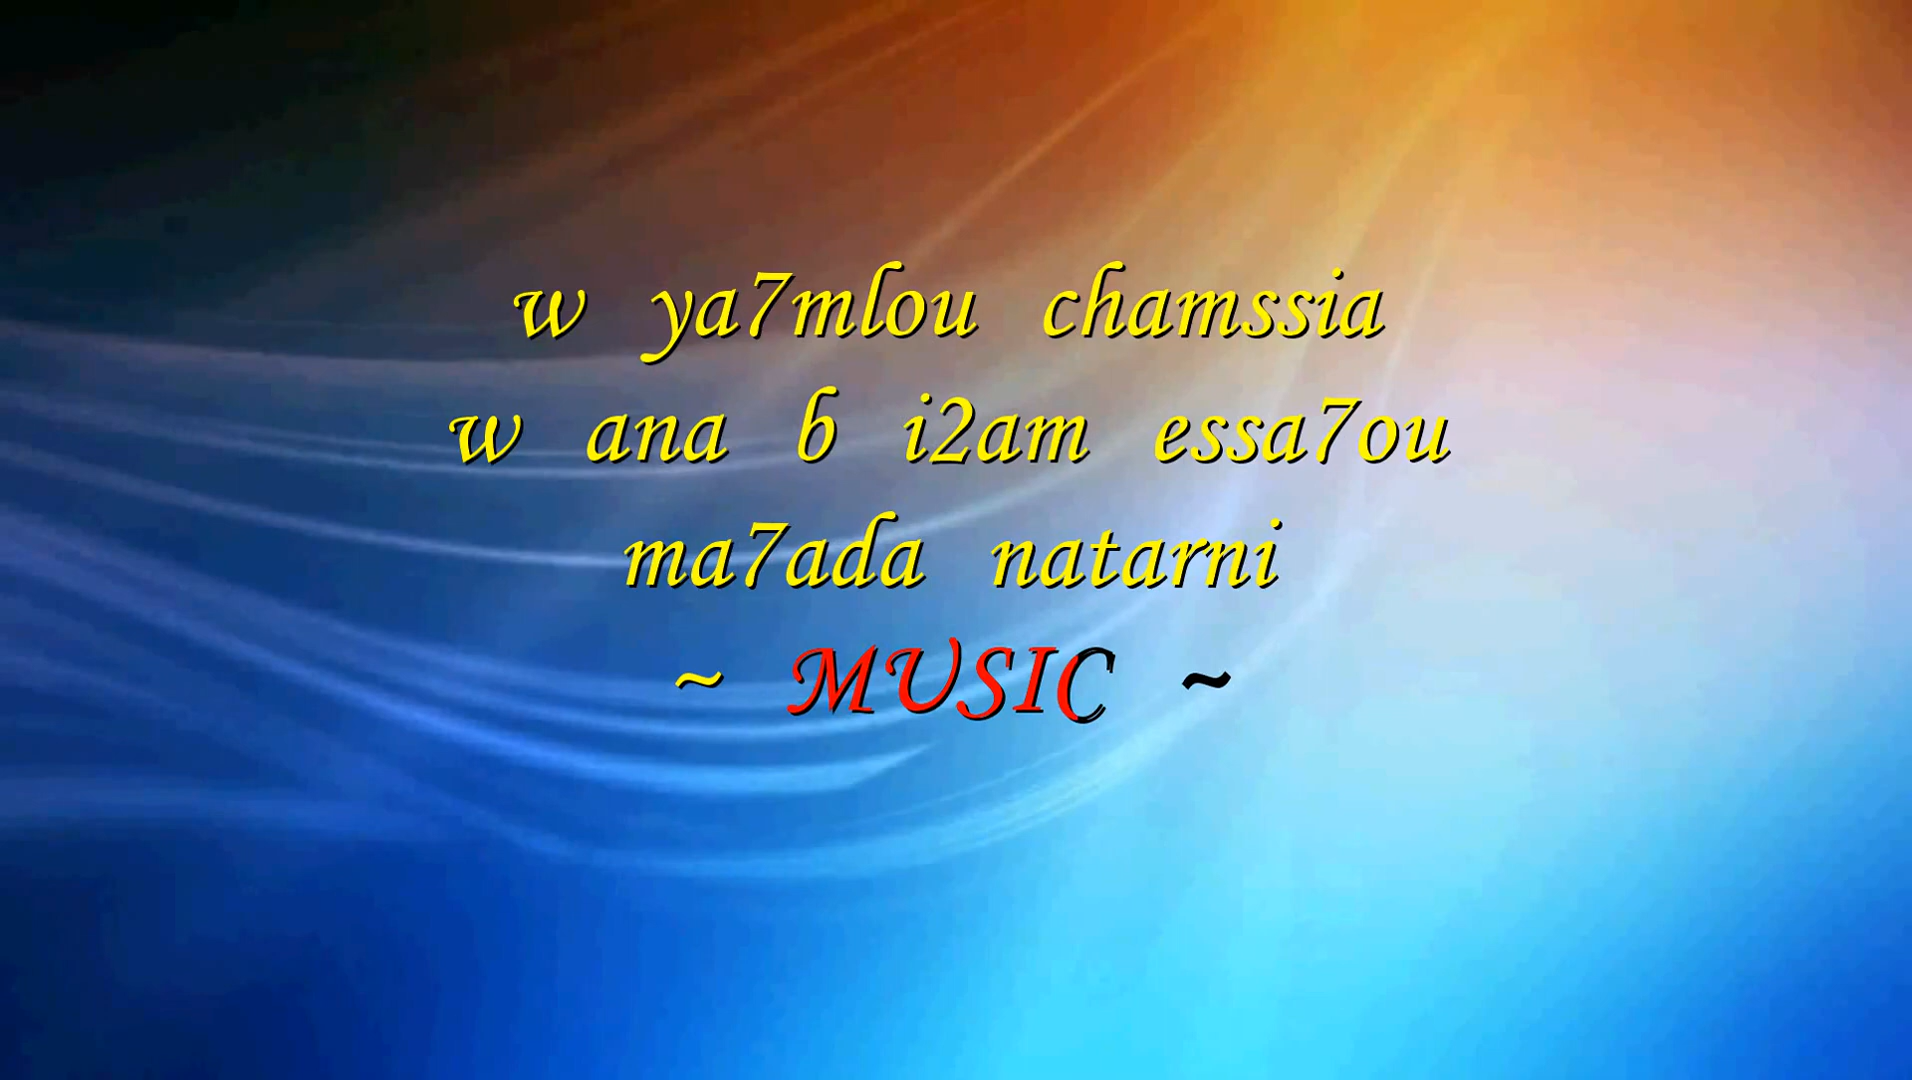 w ya7mlou chamssia
w ana b i2am essa7ou
ma7ada natarni
~ MUSIC ~